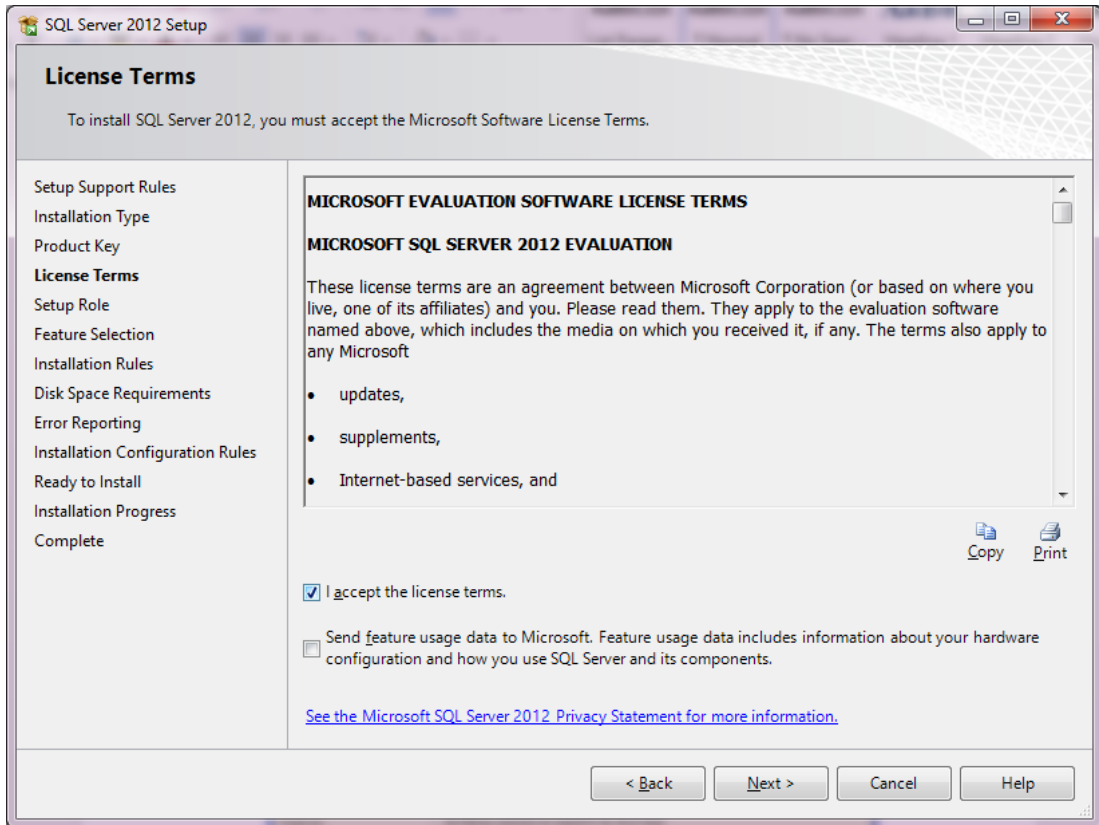 SQL Server 2012 Setup
License Terms
To install SQL Server 2012, you must accept the Microsoft Software License Terms.
Setup Support Rules
Installation Type
Product Key
License Terms
Setup Role
Feature Selection
Installation Rules
Disk Space Requirements
Error Reporting
Installation Configuration Rules
Ready to Install
Installation Progress
Complete
MICROSOFT EVALUATION SOFTWARE LICENSE TERMS
MICROSOFT SQL SERVER 2012 EVALUATION
These license terms are an agreement between Microsoft Corporation (or based on where you
live, one of its affiliates) and you. Please read them. They apply to the evaluation software
named above, which includes the media on which you received it, if any. The terms also apply to
any Microsoft
• updates,
• supplements,
• Internet-based services, and
Copy Print
I accept the license terms.
Send feature usage data to Microsoft. Feature usage data includes information about your hardware
configuration and how you use SQL Server and its components.
See the Microsoft SQL Server 2012 Privacy Statement for more information.
< Back Next > Cancel Help